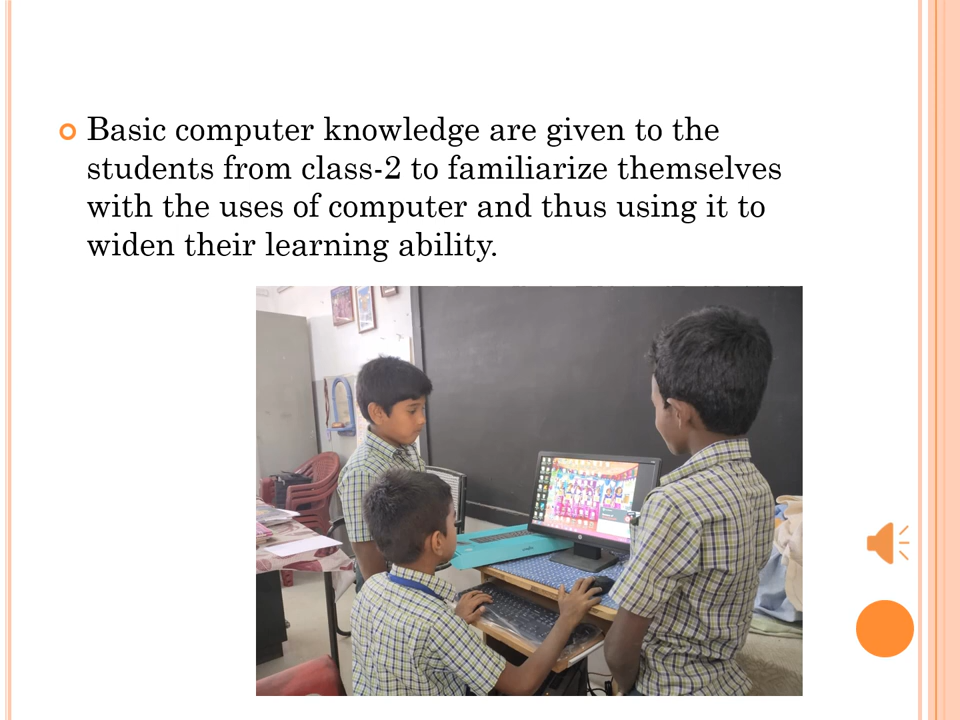 Basic computer knowledge are given to the
students from class-2 to familiarize themselves
with the uses of computer and thus using it to
widen their learning ability.